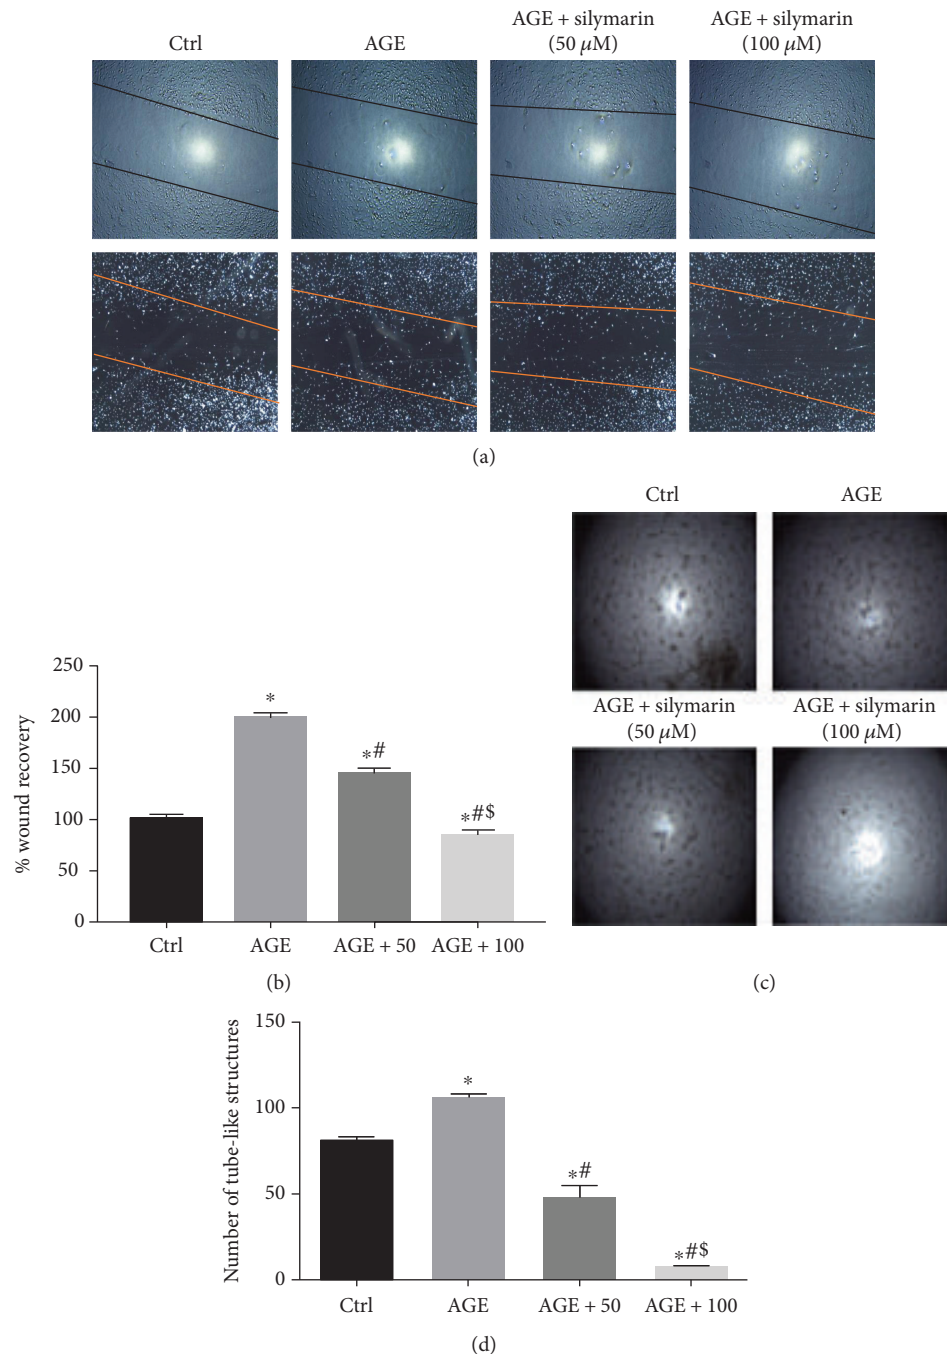 Ctrl
AGE
AGE + silymarin
(50 μM)
AGE + silymarin
(100 μM)
(a)
Ctrl
AGE
AGE + silymarin
(50 μM)
AGE + silymarin
(100 μM)
(c)
% wound recovery
250
200
150
100
50
0
*
*#
*#$
Ctrl
AGE
AGE + 50
AGE + 100
(b)
Number of tube-like structures
150
100
50
0
*
*#
*#$
Ctrl
AGE
AGE + 50
AGE + 100
(d)